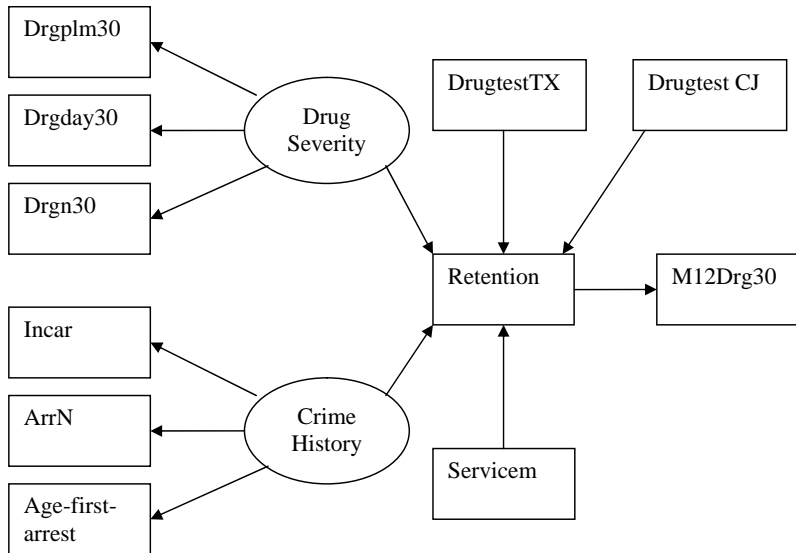 Drgplm30
Drgday30
Drgn30
Drug
Severity
DrugtestTX
Drugtest CJ
Retention
M12Drg30
Incar
ArrN
Age-first-
arrest
Crime
History
Servicem